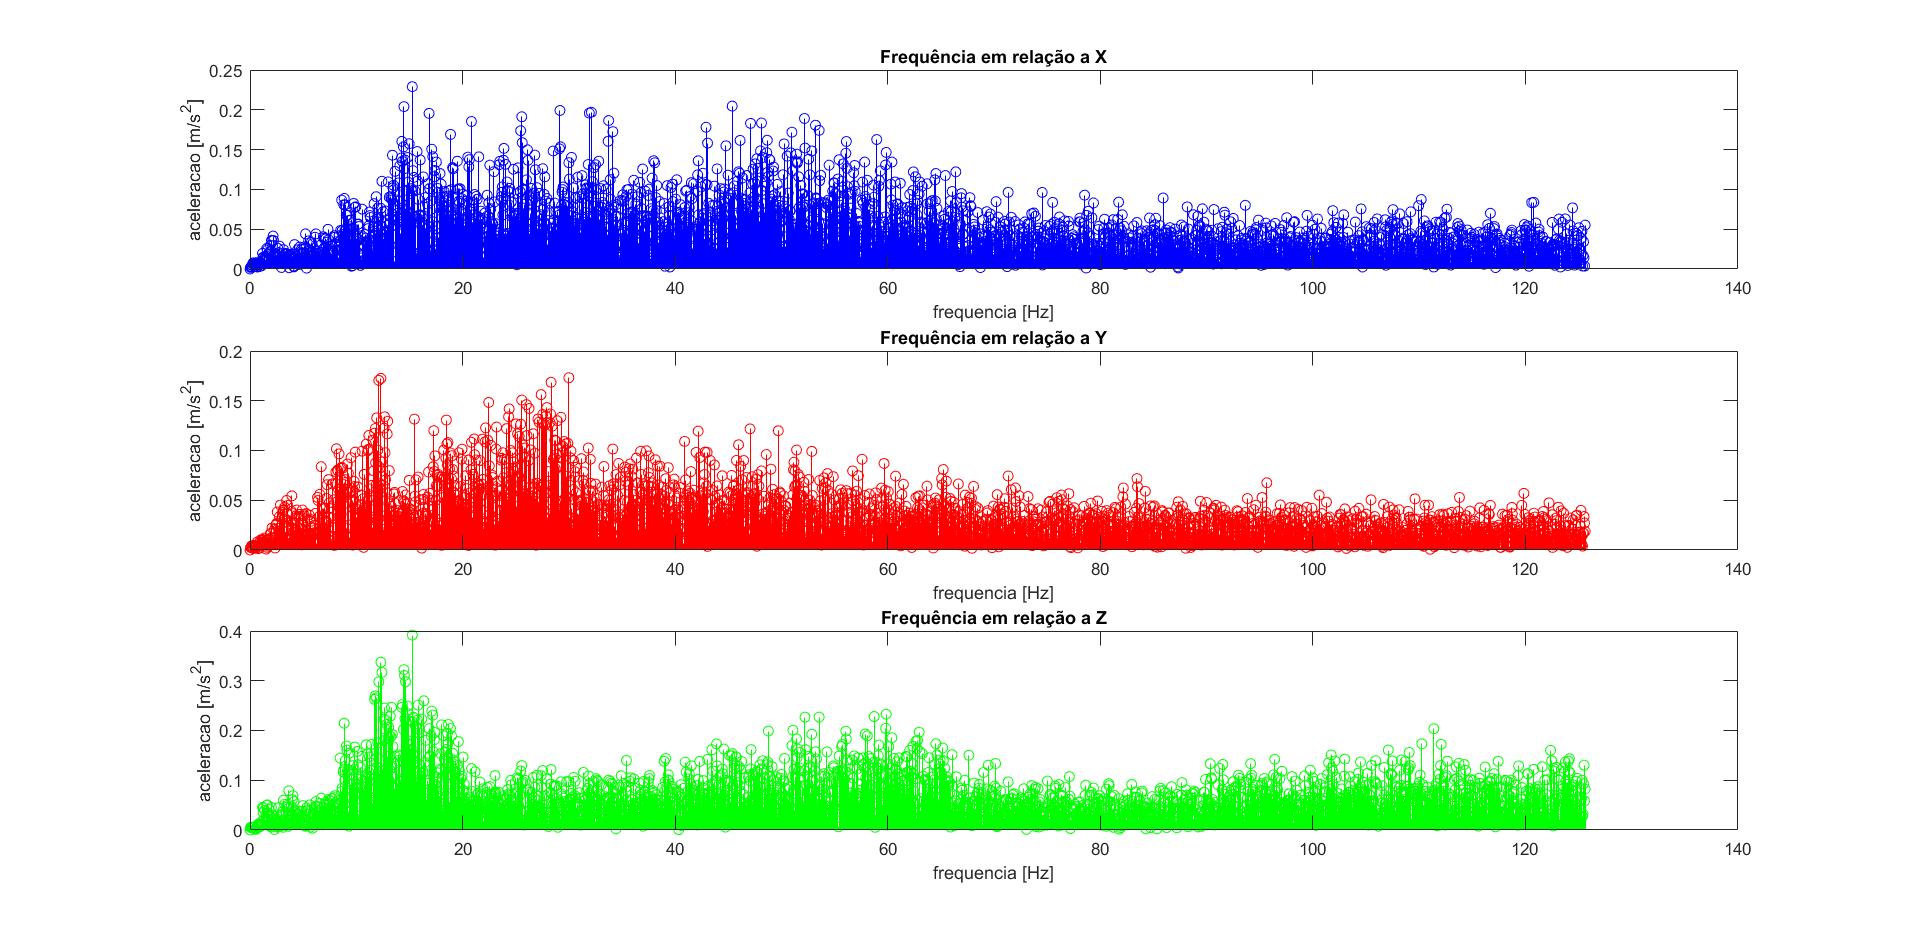 Frequência em relação a X
0.25
0.2
0.15
0.1
0.05
0
aceleracao [m/s^2]
0 20 40 60 80 100 120 140
frequencia [Hz]
Frequência em relação a Y
0.2
0.15
0.1
0.05
0
aceleracao [m/s^2]
0 20 40 60 80 100 120 140
frequencia [Hz]
Frequência em relação a Z
0.4
0.3
0.2
0.1
0
aceleracao [m/s^2]
0 20 40 60 80 100 120 140
frequencia [Hz]